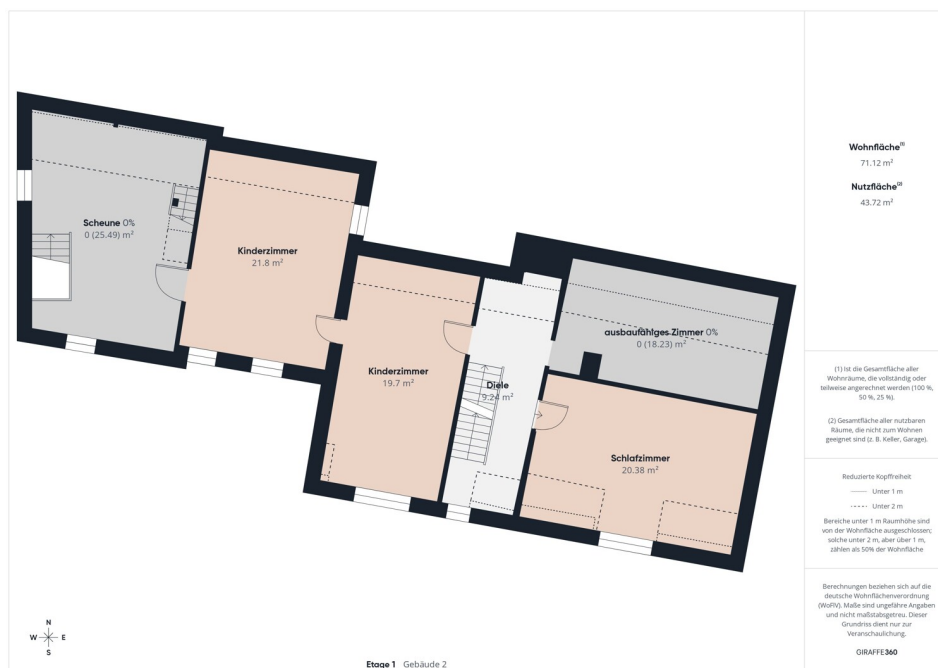 Scheune 0%
0 (25.49) m²
Kinderzimmer
21.8 m²
Kinderzimmer
19.7 m²
Diele
9.24 m²
ausbaufähiges Zimmer 0%
0 (18.23) m²
Schlafzimmer
20.38 m²
Wohnfläche(1)
71.12 m²
Nutzfläche(2)
43.72 m²
(1) Ist die Gesamtfläche aller
Wohnräume, die vollständig oder
teilweise angerechnet werden (100 %,
50 %, 25 %).
(2) Gesamtfläche aller nutzbaren
Räume, die nicht zum Wohnen
geeignet sind (z. B. Keller, Garage).
Reduzierte Kopffreiheit
Unter 1 m
Unter 2 m
Bereiche unter 1 m Raumhöhe sind
von der Wohnfläche ausgeschlossen;
solche unter 2 m, aber über 1 m,
zählen als 50% der Wohnfläche
Berechnungen beziehen sich auf die
deutsche Wohnflächenverordnung
(WoFlV). Maße sind ungefähre Angaben
und nicht maßstabsgetreu. Dieser
Grundriss dient nur zur
Veranschaulichung.
GIRAFFE360
N
W E
S
Etage 1 Gebäude 2